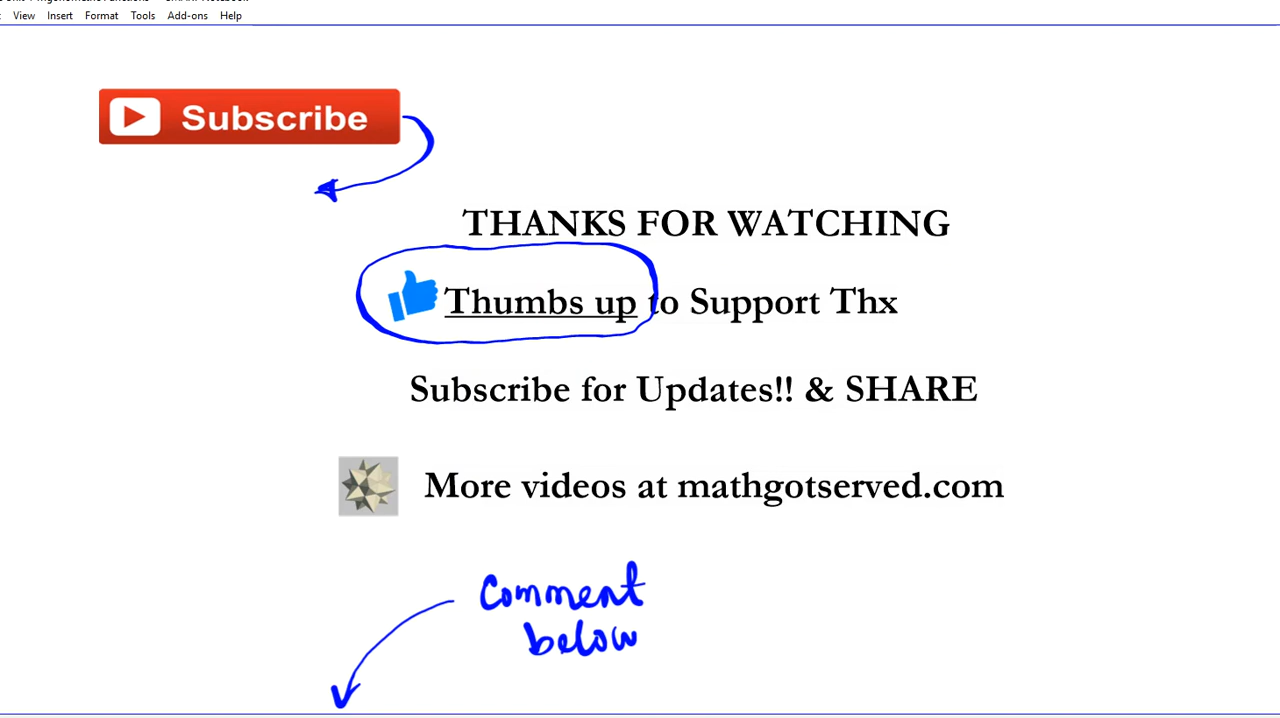 View Insert Format Tools Add-ons Help
Subscribe
THANKS FOR WATCHING
Thumbs up to Support Thx
Subscribe for Updates!! & SHARE
More videos at mathgotserved.com
Comment
below